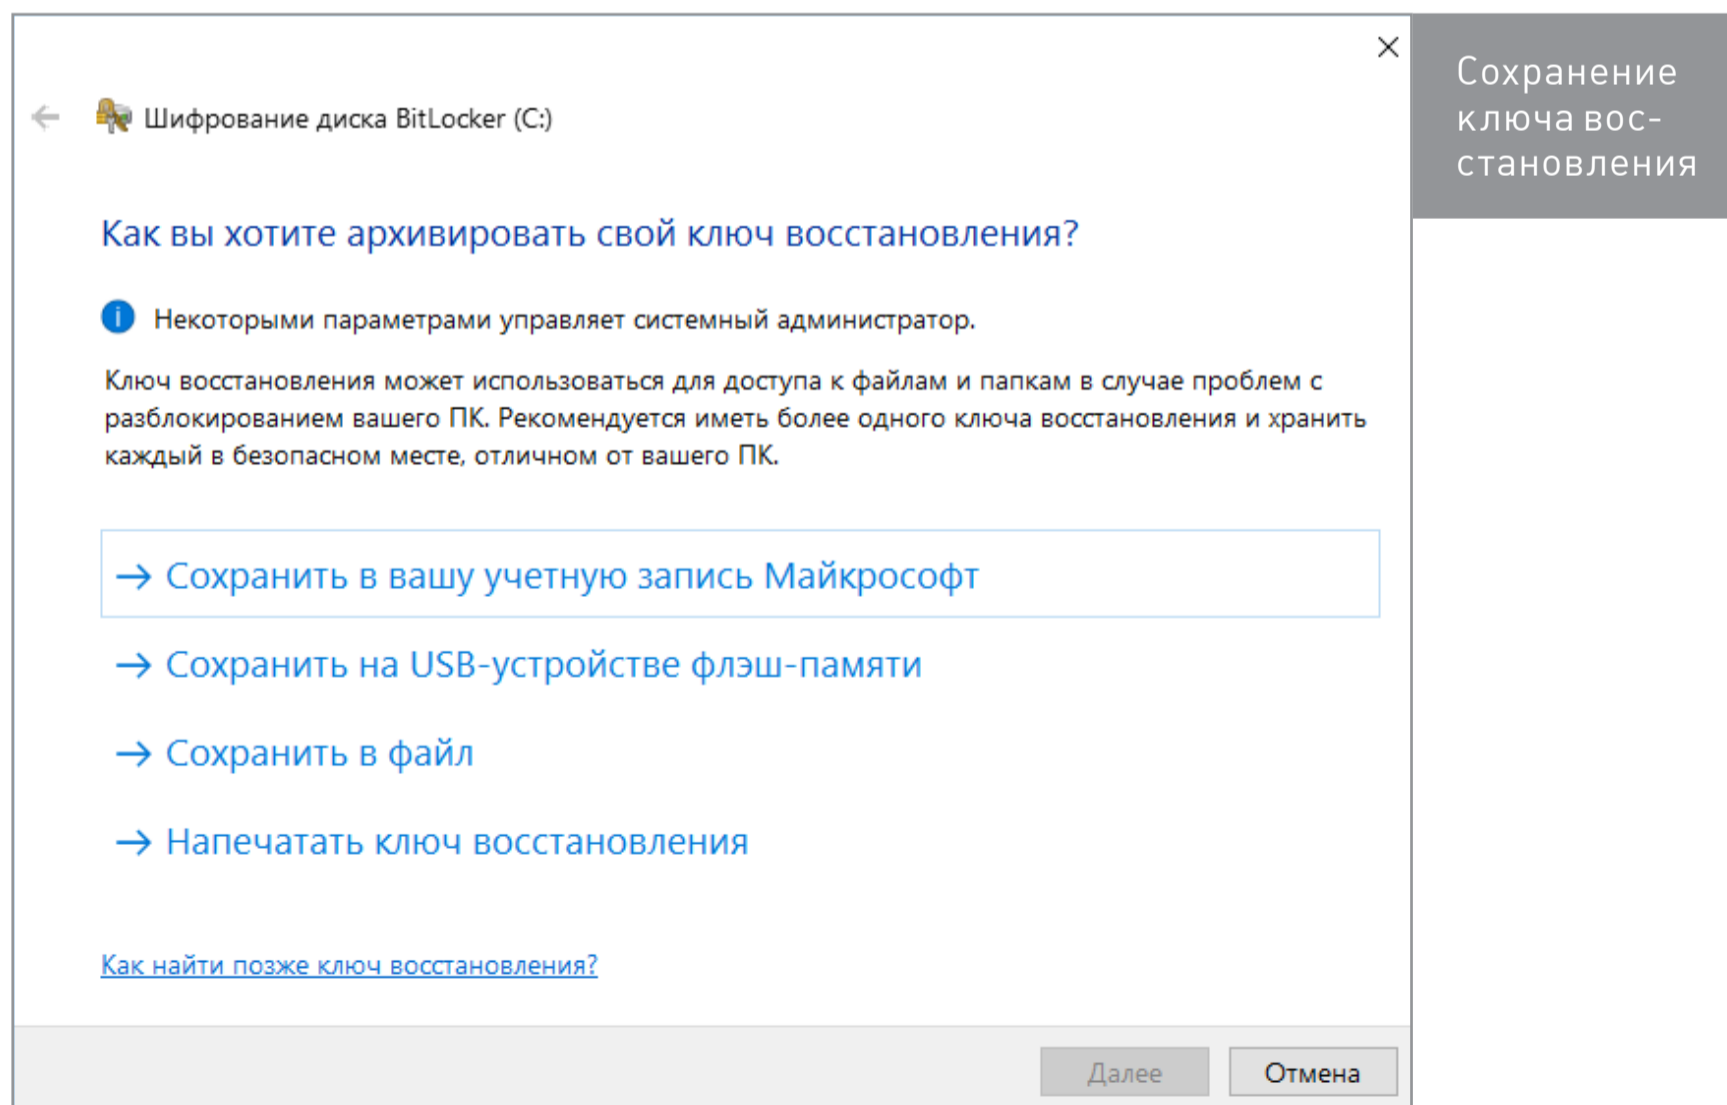 Шифрование диска BitLocker (C:)
Как вы хотите архивировать свой ключ восстановления?
Некоторыми параметрами управляет системный администратор.
Ключ восстановления может использоваться для доступа к файлам и папкам в случае проблем с
разблокированием вашего ПК. Рекомендуется иметь более одного ключа восстановления и хранить
каждый в безопасном месте, отличном от вашего ПК.
→ Сохранить в вашу учетную запись Майкрософт
→ Сохранить на USB-устройстве флэш-памяти
→ Сохранить в файл
→ Напечатать ключ восстановления
Как найти позже ключ восстановления?
Далее
Отмена
Сохранение
ключа вос-
становления